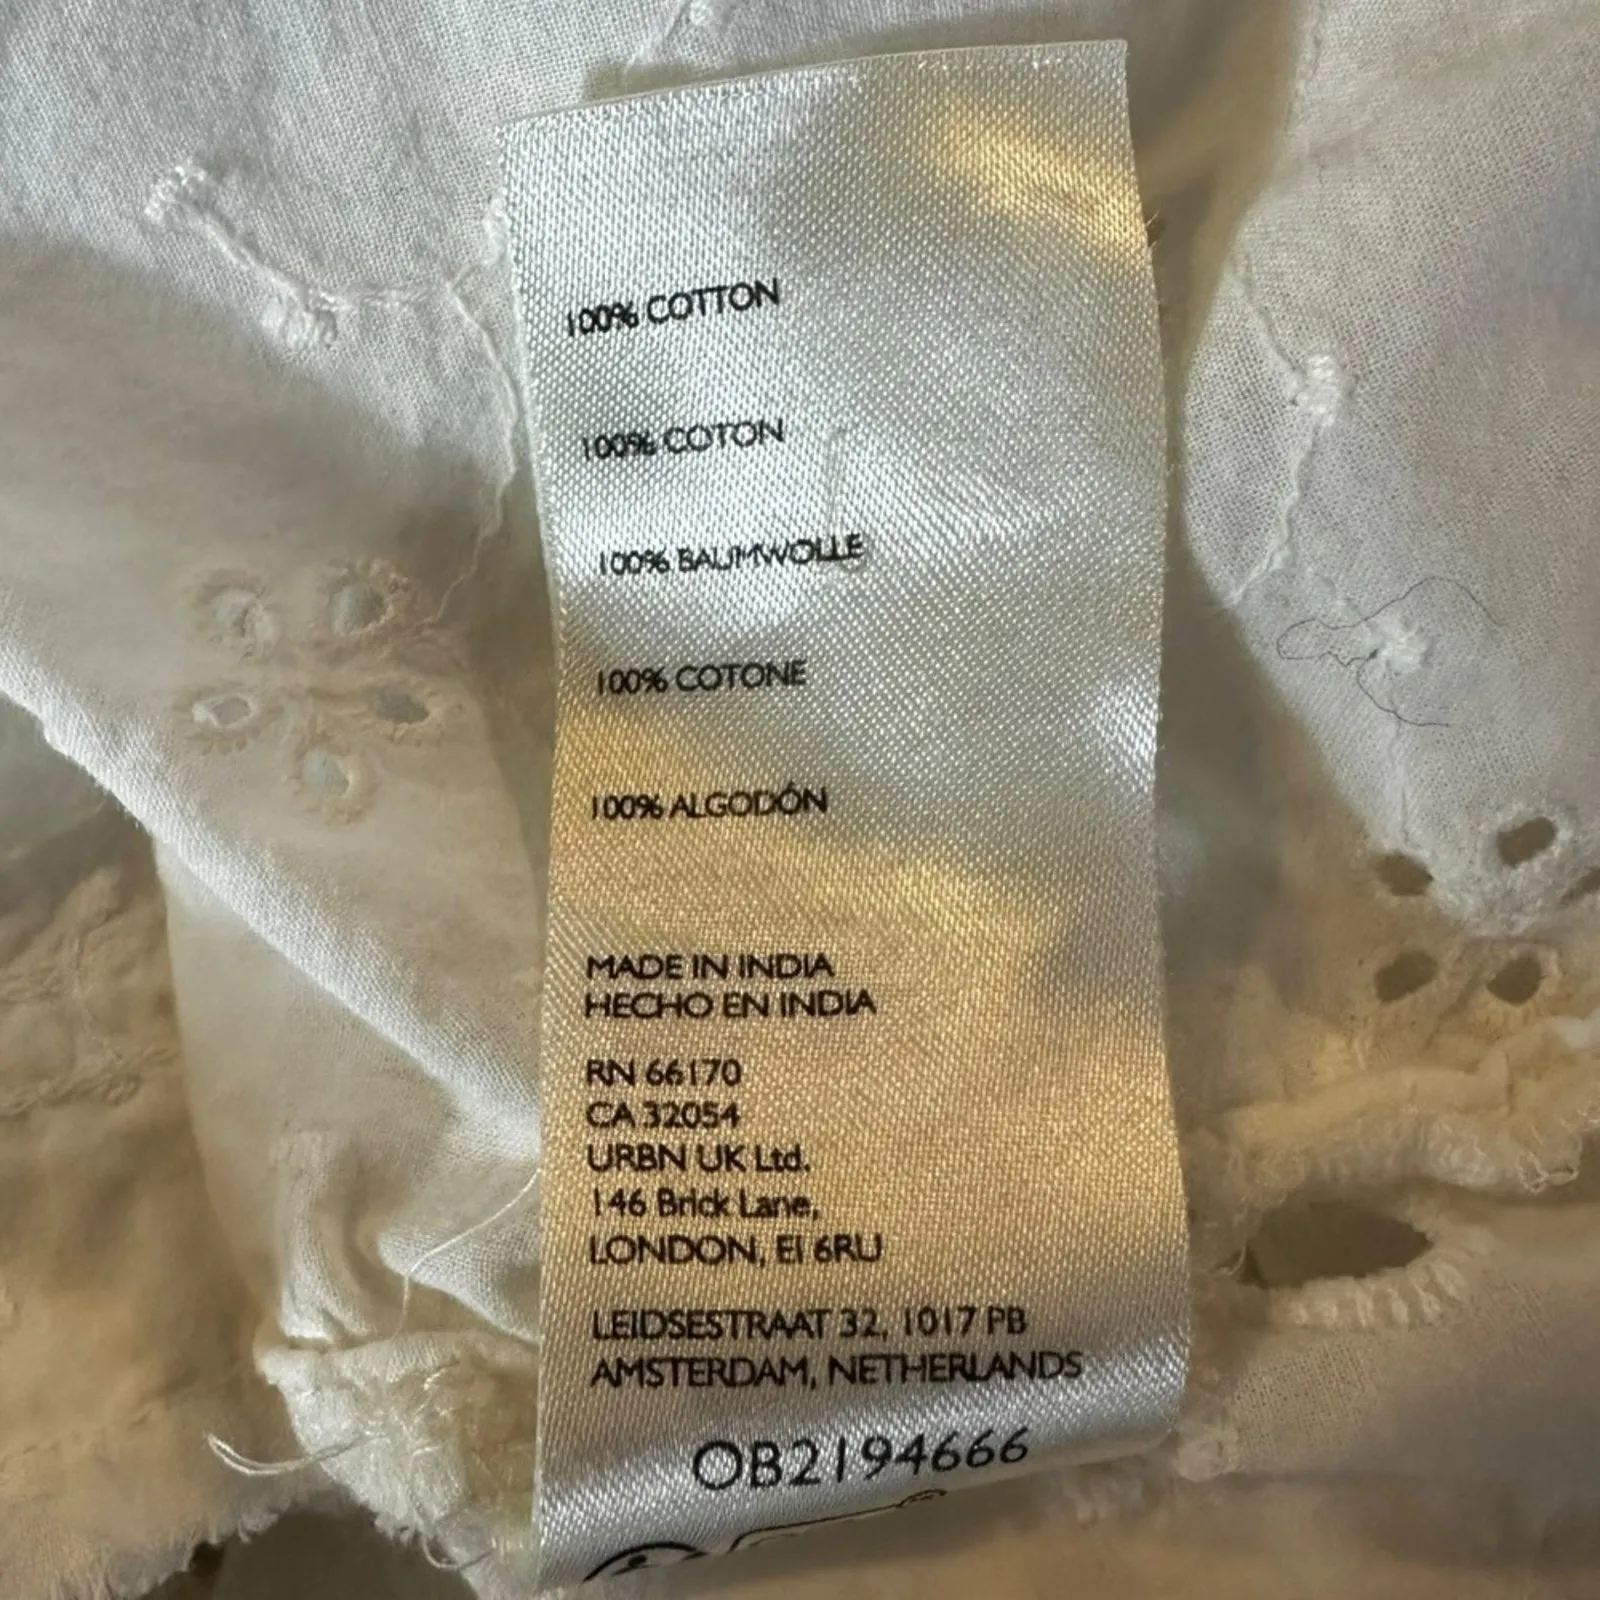 100% COTTON
100% COTON
100% BAUMWOLLE
100% COTONE
100% ALGODÓN
MADE IN INDIA
HECHO EN INDIA
RN 66170
CA 32054
URBN UK Ltd.
146 Brick Lane,
LONDON, E1 6RU
LEIDSESTRAAT 32, 1017 PB
AMSTERDAM, NETHERLANDS
OB2194666